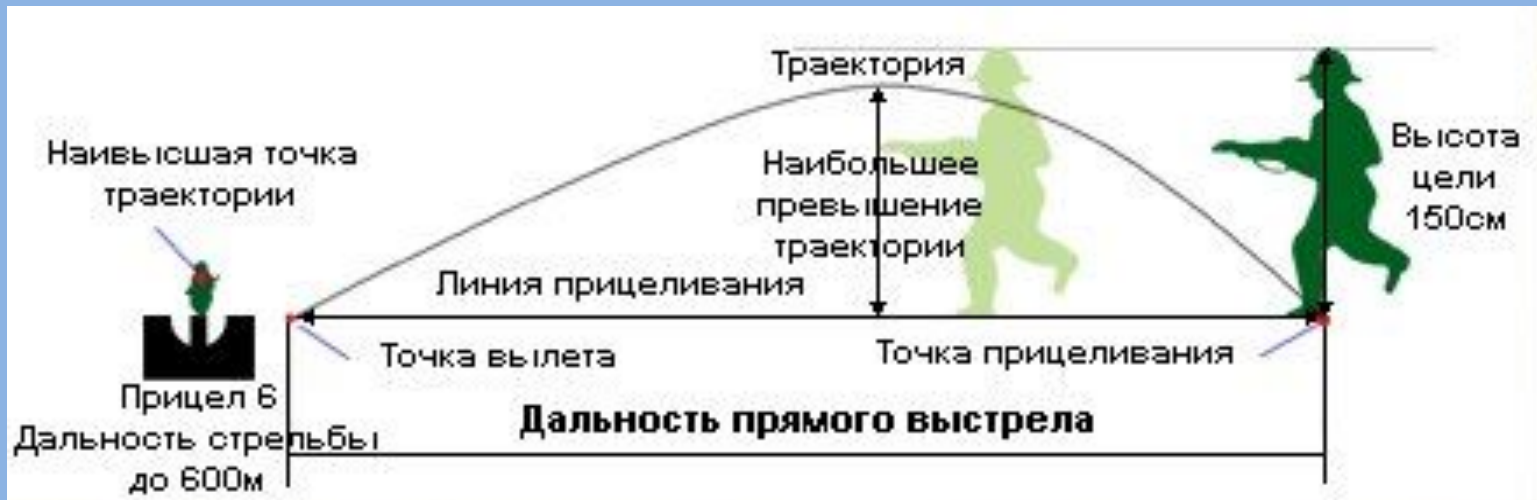 Траектория
Наивысшая точка
траектории
Наибольшее
превышение
траектории
Высота
цели
150см
Линия прицеливания
Точка вылета
Точка прицеливания
Прицел 6
Дальность стрельбы
до 600м
Дальность прямого выстрела